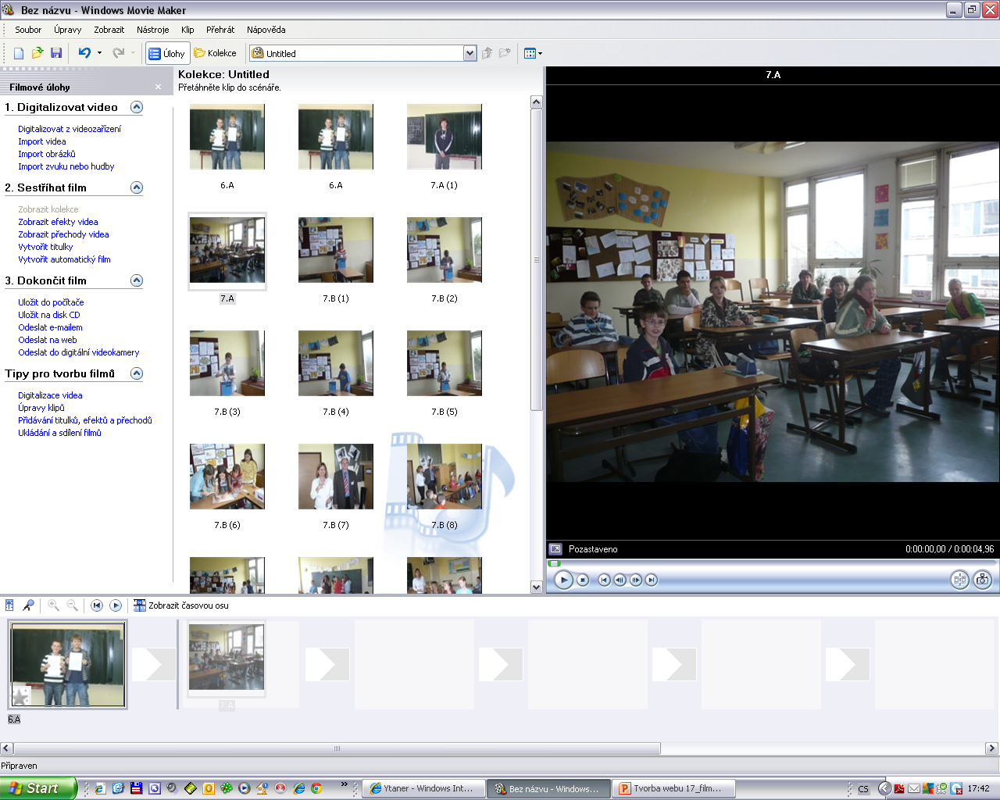 Bez názvu - Windows Movie Maker
Soubor Úpravy Zobrazit Nástroje Klip Přehrát Nápověda
Úlohy Kolekce Untitled
Filmové úlohy
1. Digitalizovat video
Digitalizovat z videozařízení
Import videa
Import obrázků
Import zvuku nebo hudby
2. Sestříhat film
Zobrazit kolekce
Zobrazit efekty videa
Zobrazit přechody videa
Vytvořit titulky
Vytvořit automatický film
3. Dokončit film
Uložit do počítače
Uložit na disk CD
Odeslat e-mailem
Odeslat na web
Odeslat do digitální videokamery
Tipy pro tvorbu filmů
Digitalizace videa
Úpravy klipů
Přidávání titulků, efektů a přechodů
Ukládání a sdílení filmů
Kolekce: Untitled
Přetáhněte klip do scénáře.
6.A 6.A 7.A (1)
7.A 7.B (1) 7.B (2)
7.B (3) 7.B (4) 7.B (5)
7.B (6) 7.B (7) 7.B (8)
7.A
Pozastaveno 0:00:00,00 / 0:00:04,96
Zobrazit časovou osu
7.A
6.A
Připraven
Start Ytaner - Windows Int... Bez názvu - Windows... Tvorba webu 17_film... CS 17:42